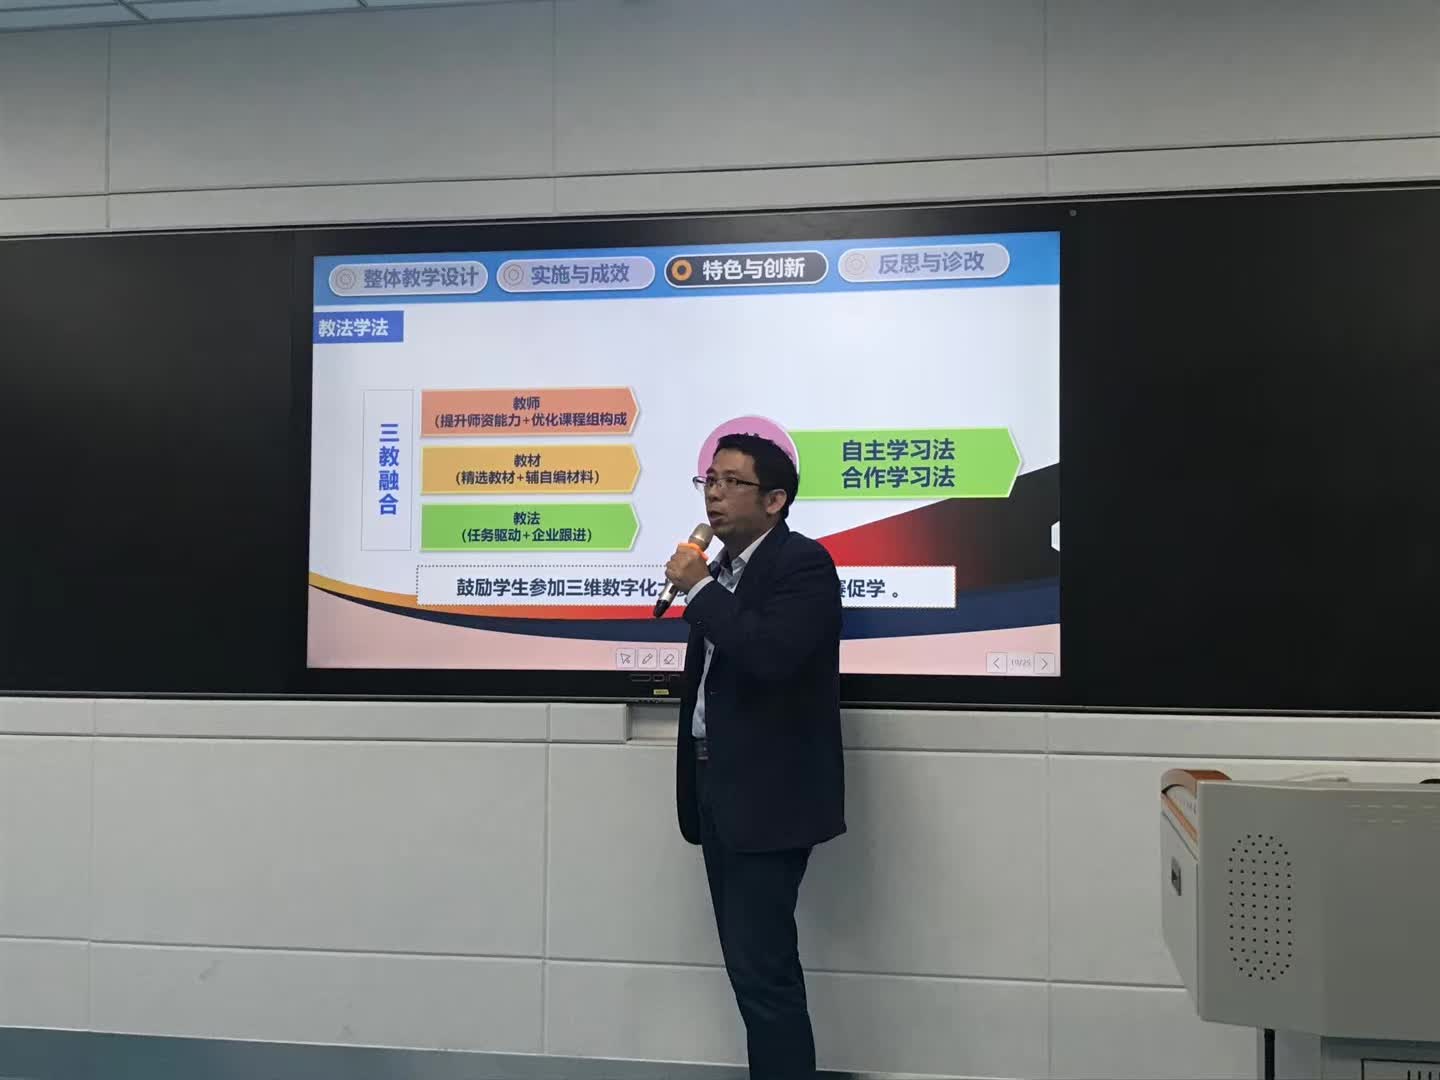 整体教学设计
实施与成效
特色与创新
反思与诊改
教法学法
三教融合
教师
(提升师资能力+优化课程组构成
教材
(精选教材+辅自编材料)
教法
(任务驱动+企业跟进)
自主学习法
合作学习法
鼓励学生参加三维数字化
促学 。
19/25